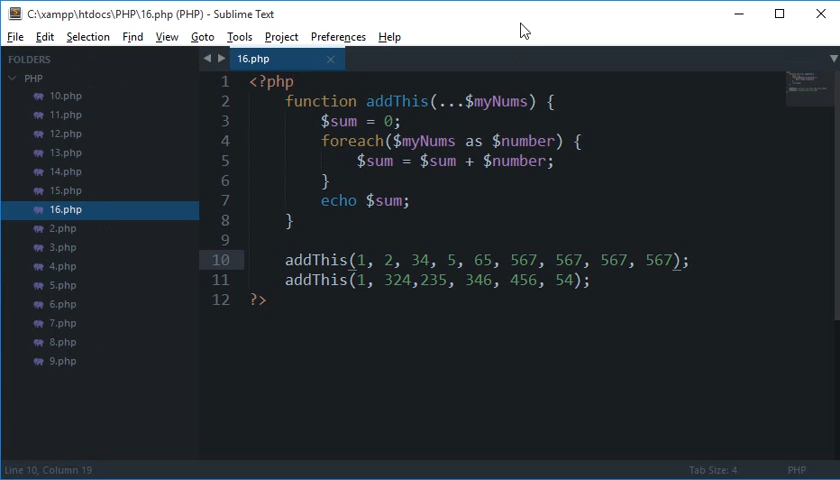 C:\xampp\htdocs\PHP\16.php (PHP) - Sublime Text
File Edit Selection Find View Goto Tools Project Preferences Help
FOLDERS
PHP
10.php
11.php
12.php
13.php
14.php
15.php
16.php
2.php
3.php
4.php
5.php
6.php
7.php
8.php
9.php
16.php
1 <?php
2 function addThis(...$myNums) {
3 $sum = 0;
4 foreach($myNums as $number) {
5 $sum = $sum + $number;
6 }
7 echo $sum;
8 }
9
10 addThis(1, 2, 34, 5, 65, 567, 567, 567, 567);
11 addThis(1, 324,235, 346, 456, 54);
12 ?>
Line 10, Column 19 Tab Size: 4 PHP